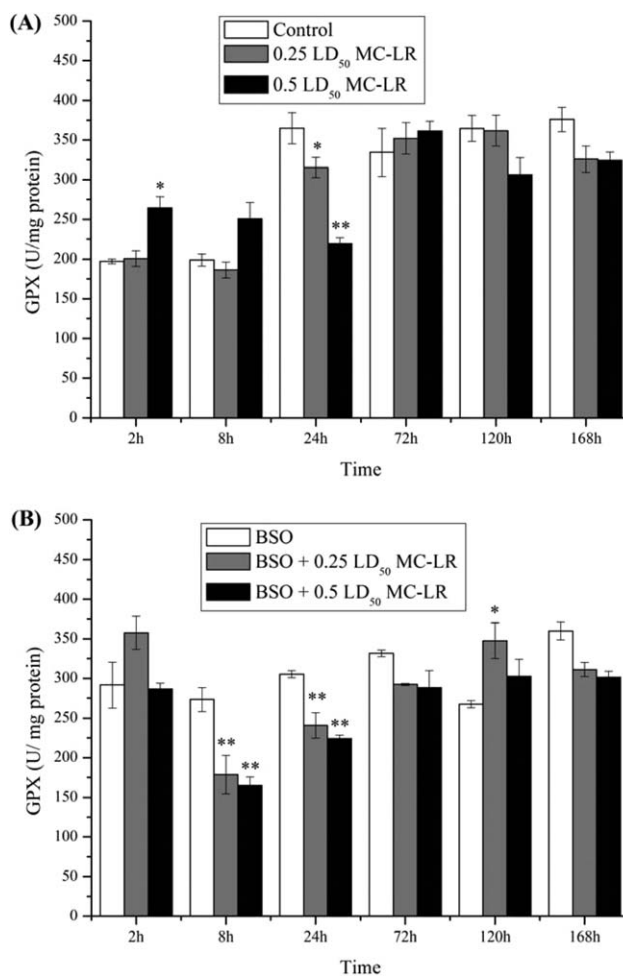 (A)
500
450
400
350
300
250
200
150
100
50
0
GPX (U/mg protein)
Control
0.25 LD50 MC-LR
0.5 LD50 MC-LR
*
*
**
2h 8h 24h 72h 120h 168h
Time
(B)
500
450
400
350
300
250
200
150
100
50
0
GPX (U/ mg protein)
BSO
BSO + 0.25 LD50 MC-LR
BSO + 0.5 LD50 MC-LR
** **
** **
*
2h 8h 24h 72h 120h 168h
Time